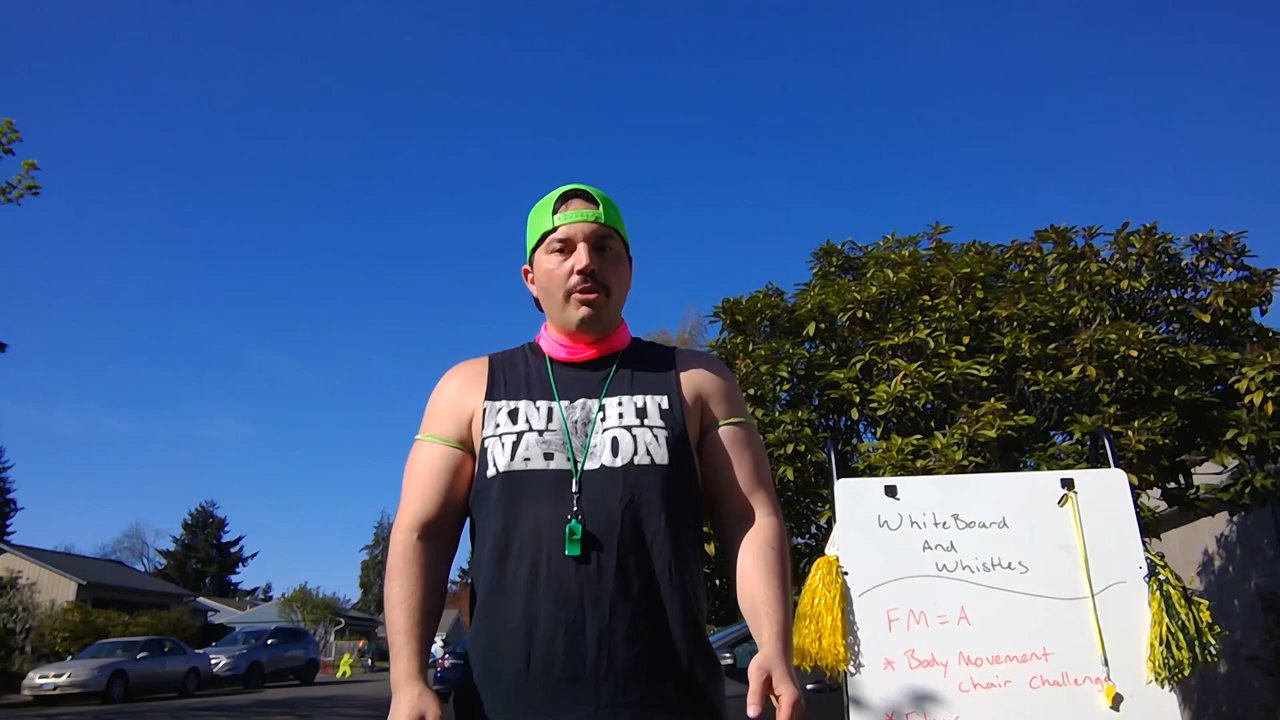 KNIGHT
NATION
WhiteBoard
And
Whistles
FM=A
* Body Movement
chair challenge
*